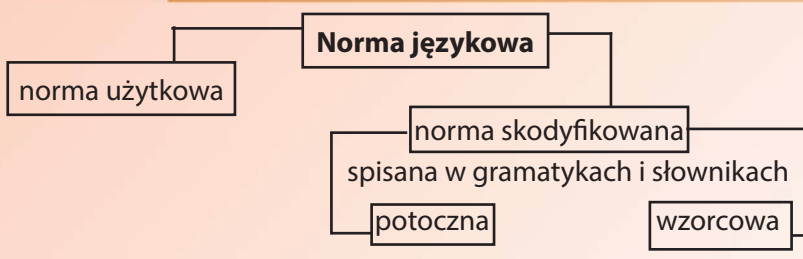 Norma językowa
norma użytkowa
norma skodyfikowana
spisana w gramatykach i słownikach
potoczna
wzorcowa